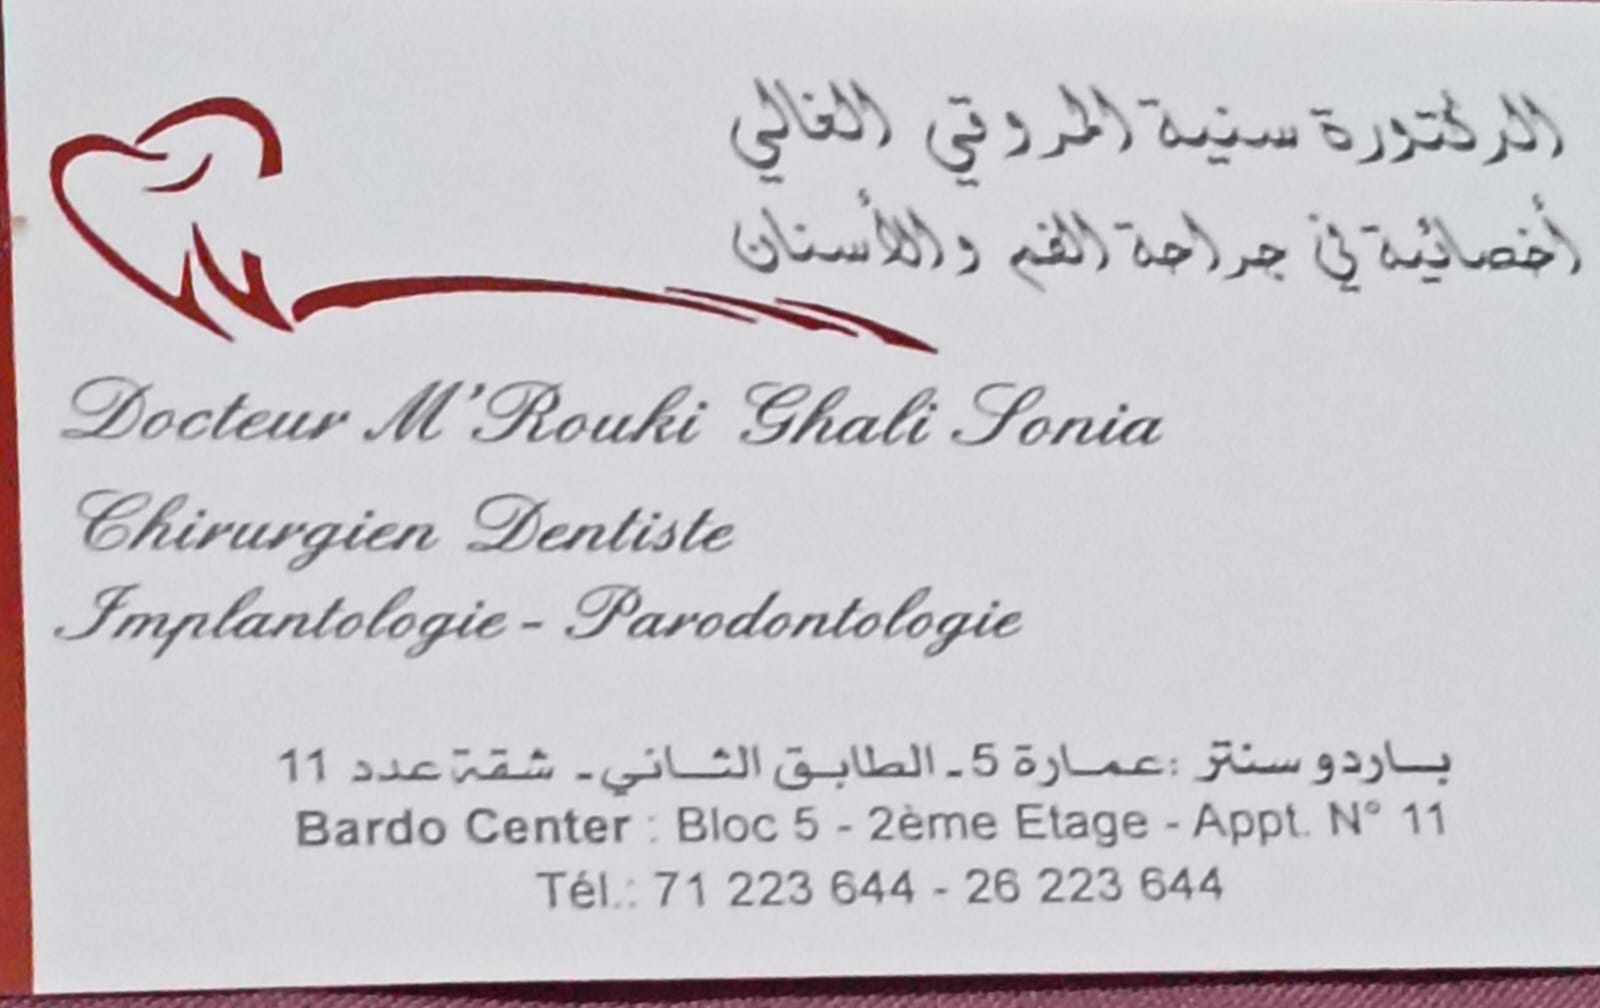 الدكتورة سنية المروقي الغالي
أخصائية في جراحة الفم والأسنان
Docteur M'Rouki Ghali Sonia
Chirurgien Dentiste
Implantologie - Parodontologie
باردو سنتر : عمارة 5 - الطابق الثاني - شقة عدد 11
Bardo Center : Bloc 5 - 2ème Etage - Appt. N° 11
Tél.: 71 223 644 - 26 223 644